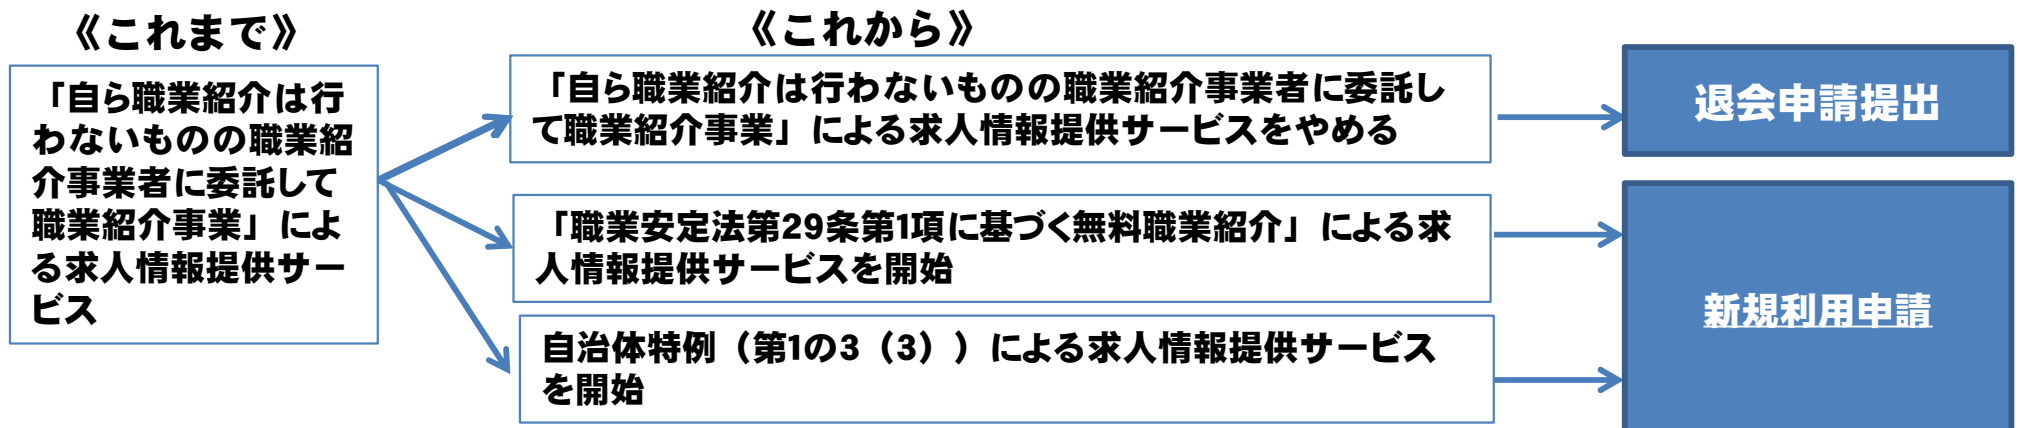 《これまで》
「自ら職業紹介は行
わないものの職業紹
介事業者に委託して
職業紹介事業」によ
る求人情報提供サー
ビス
《これから》
「自ら職業紹介は行わないものの職業紹介事業者に委託し
て職業紹介事業」による求人情報提供サービスをやめる
退会申請提出
「職業安定法第29条第1項に基づく無料職業紹介」による求
人情報提供サービスを開始
自治体特例（第1の3（3））による求人情報提供サービス
を開始
新規利用申請